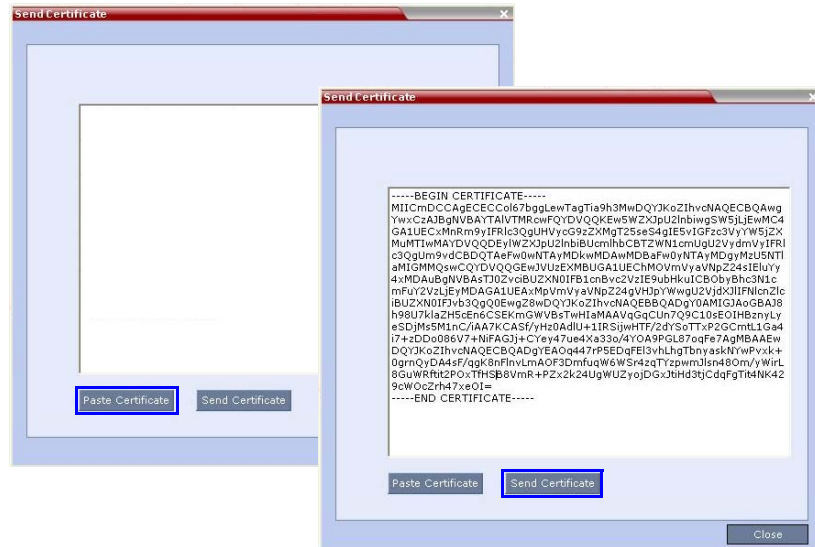 Send Certificate
Paste Certificate
Send Certificate
Send Certificate
-----BEGIN CERTIFICATE-----
MIICmDCCAgECECCol67bggLewTagTia9h3MwDQYJKoZIhvcNAQECBQAwg
YwxCzAJBgNVBAYTAlVTMRcwFQYDVQQKEw5WZXJpU2lnbiwgSW5jLjEwMC4
GA1UECxMnRm9yIFRlc3QgUHVycG9zZXMgT25seS4gIE5vIGFzc3VyYW5jZX
MuMTIwMAYDVQQDEylWZXJpU2lnbiBUcmlhbCBTZWN1cmUgU2VydmVyIFRl
c3QgUm9vdCBDQTAeFw0wNTAyMDkwMDAwMDBaFw0yNTAyMDgyMzU5NTl
aMIGMMQswCQYDVQQGEwJVUzEXMBUGA1UEChMOVmVyaVNpZ24sIEluYy
4xMDAuBgNVBAsTJ0ZvciBUZXN0IFB1cnBvc2VzIE9ubHkuICBObyBhc3N1c
mFuY2VzLjEyMDAGA1UEAxMpVmVyaVNpZ24gVHJpYWwgU2VjdXJlIFNlcnZlc
iBUZXN0IFJvb3QgQ0EwgZ8wDQYJKoZIhvcNAQEBBQADgY0AMIGJAoGBAJ8
h98U7klaZH5cEn6CSEKmGWVBsTwHIaMAAVqGqCUn7Q9C10sEOIHBznyLy
eSDjMs5M1nC/iAA7KCASf/yHz0AdlU+1IRSijwHTF/2dYSoTTxP2GCmtL1Ga4
i7+zDDo086V7+NiFAGJj+CYey47ue4Xa33o/4YOA9PGL87oqFe7AgMBAAEw
DQYJKoZIhvcNAQECBQADgYEAOq447rP5EDqFEl3vhLhgTbnyaskNYwPvxk+
0grnQyDA4sF/qgK8nFlnvLmAOF3DmfuqW6WSr4zqTYzpwmJlsn48Om/yWirL
8GuWRftit2POxTfHSB8VmR+PZx2k24UgWUZyojDGxJtiHd3tjCdqFgTit4NK42
9cWOcZrh47xeOI=
-----END CERTIFICATE-----
Paste Certificate
Send Certificate
Close